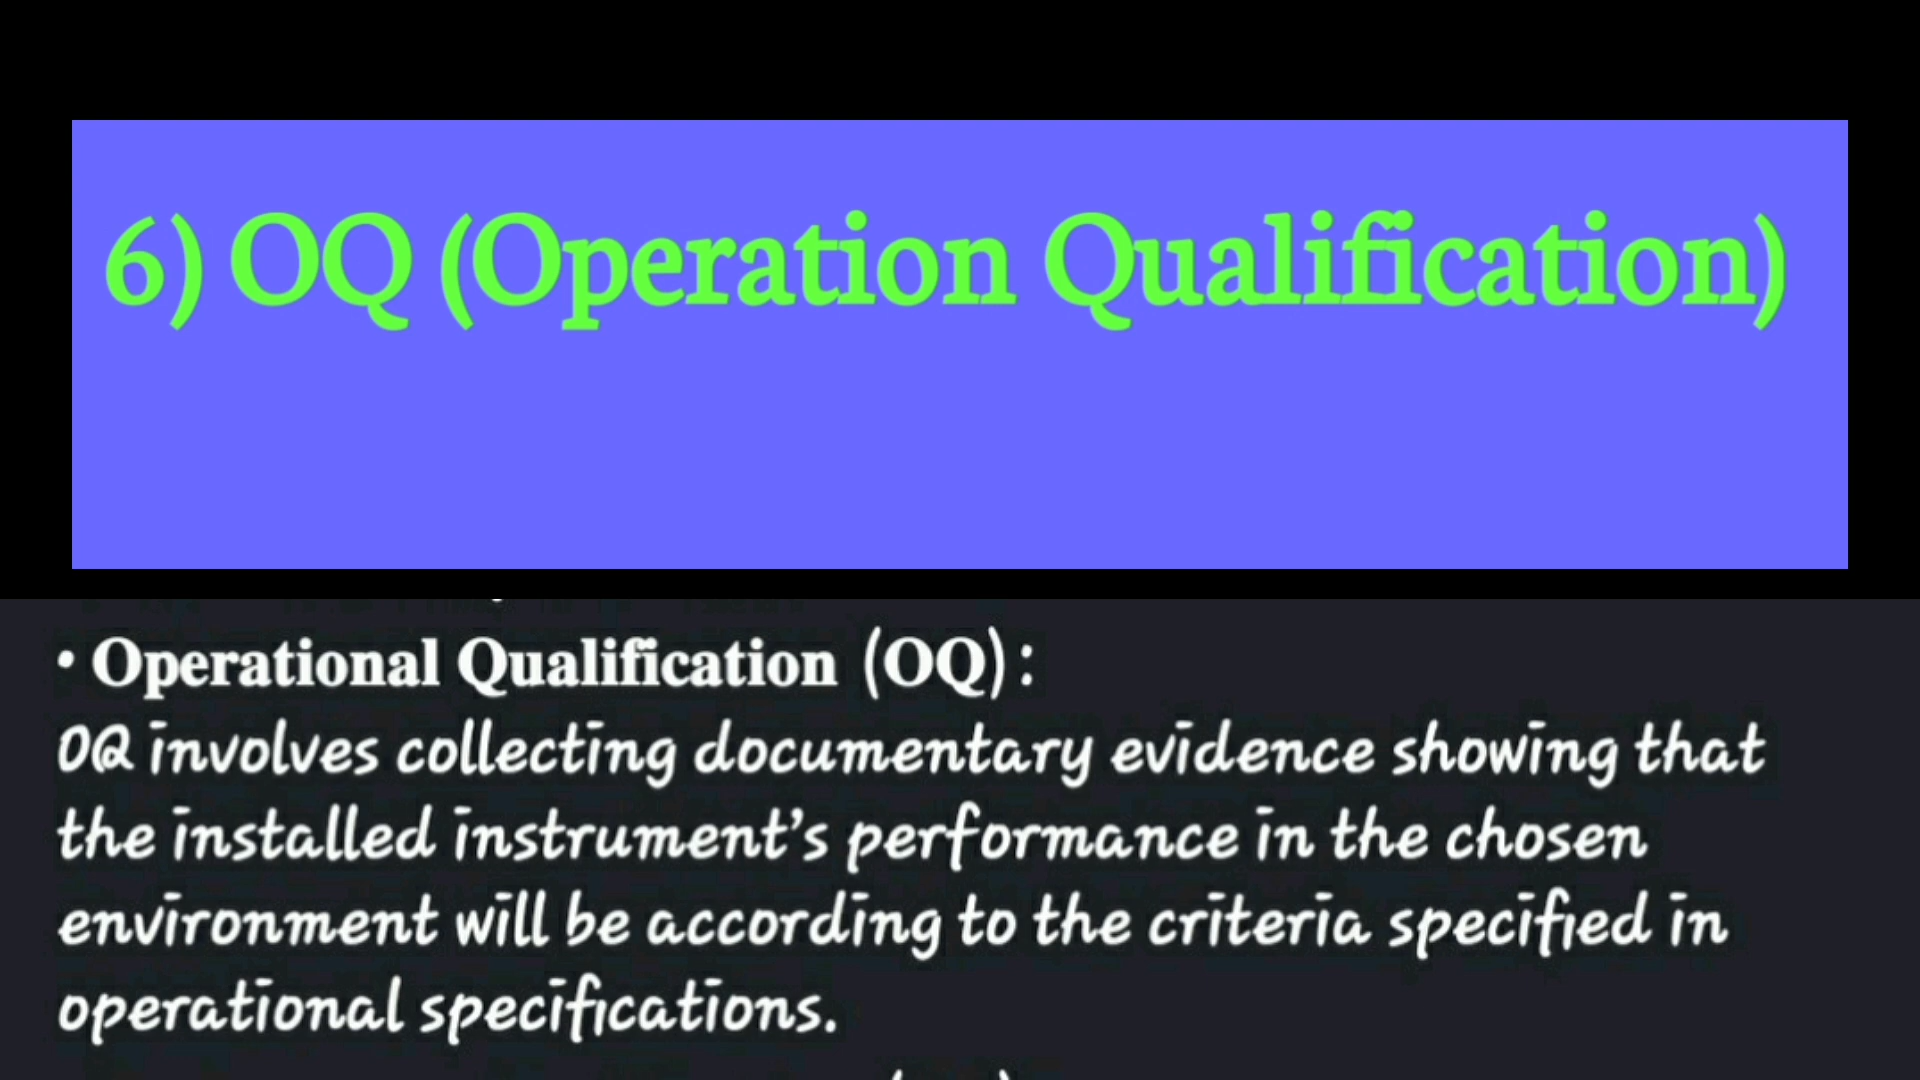 6) OQ (Operation Qualification)
• Operational Qualification (OQ):
OQ involves collecting documentary evidence showing that
the installed instrument's performance in the chosen
environment will be according to the criteria specified in
operational specifications.